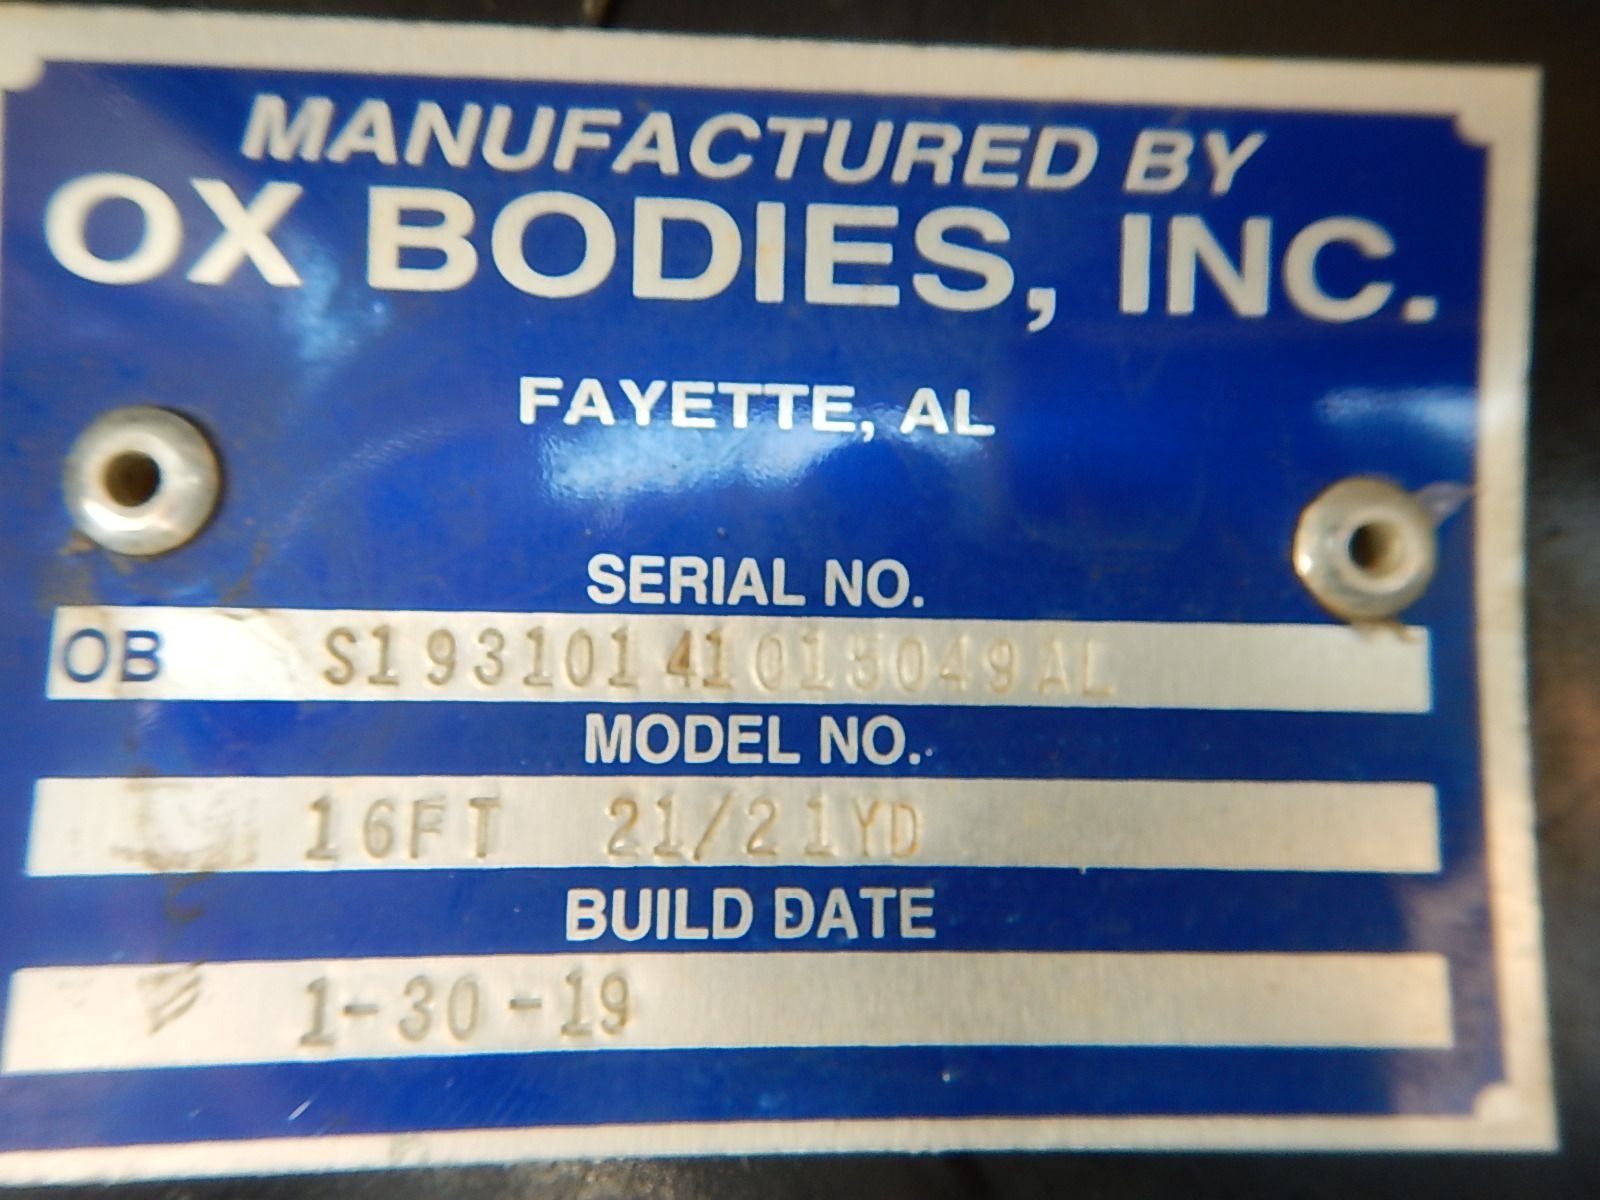 MANUFACTURED BY
OX BODIES, INC.
FAYETTE, AL
SERIAL NO.
OB S19310141015049AL
MODEL NO.
16FT 21/21YD
BUILD DATE
1-30-19